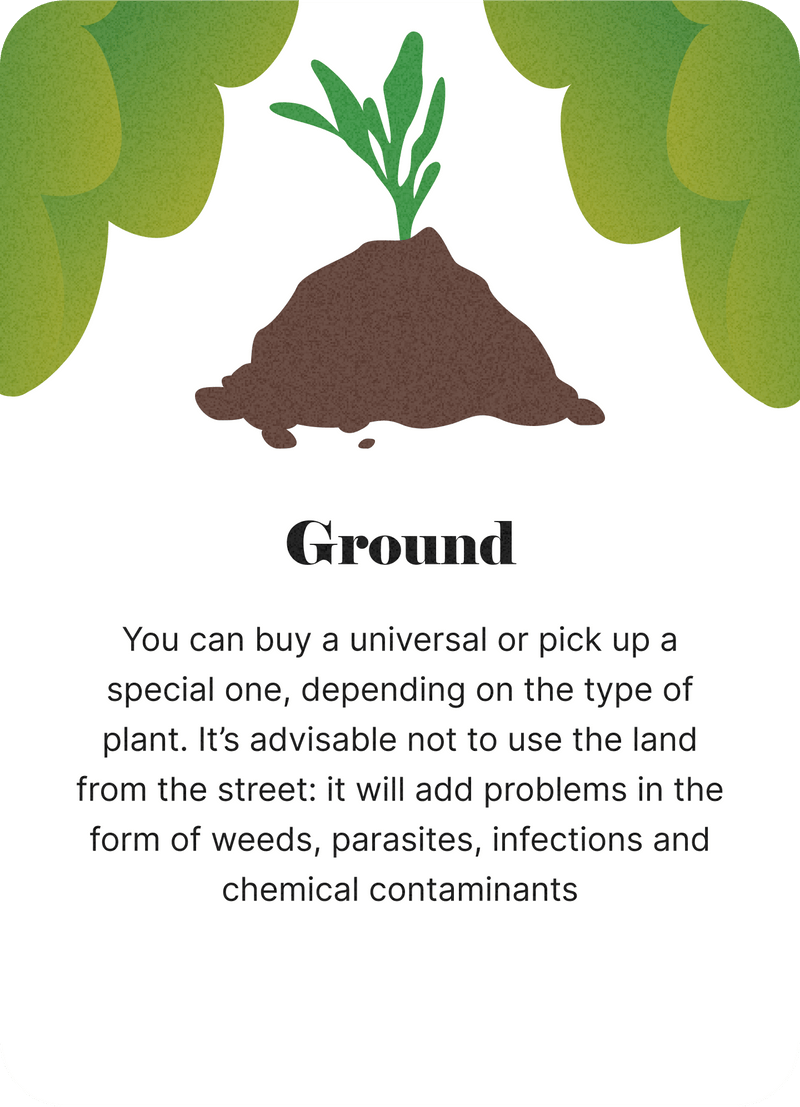 Ground
You can buy a universal or pick up a
special one, depending on the type of
plant. It’s advisable not to use the land
from the street: it will add problems in the
form of weeds, parasites, infections and
chemical contaminants